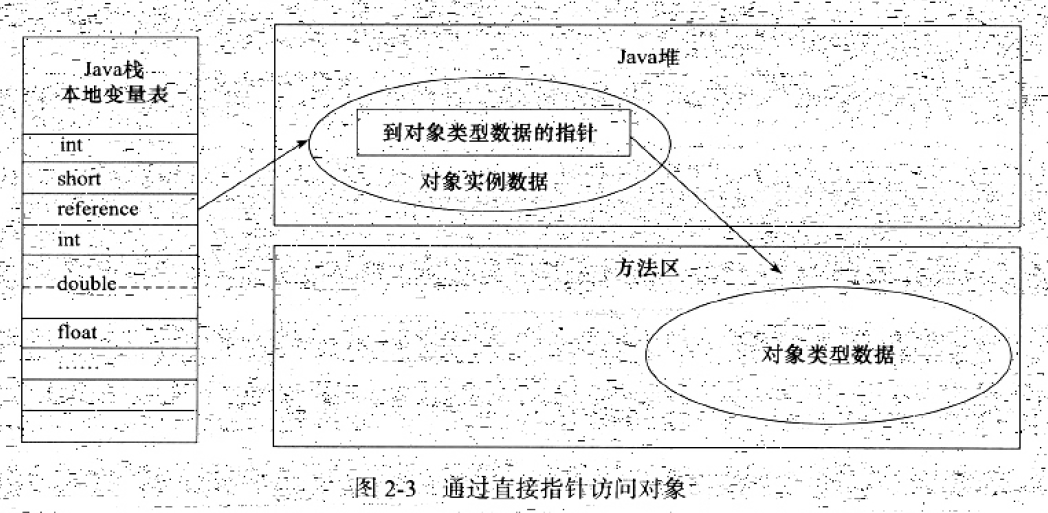 Java栈
本地变量表
int
short
reference
int
double
float
……
Java堆
到对象类型数据的指针
对象实例数据
方法区
对象类型数据
图 2-3 通过直接指针访问对象